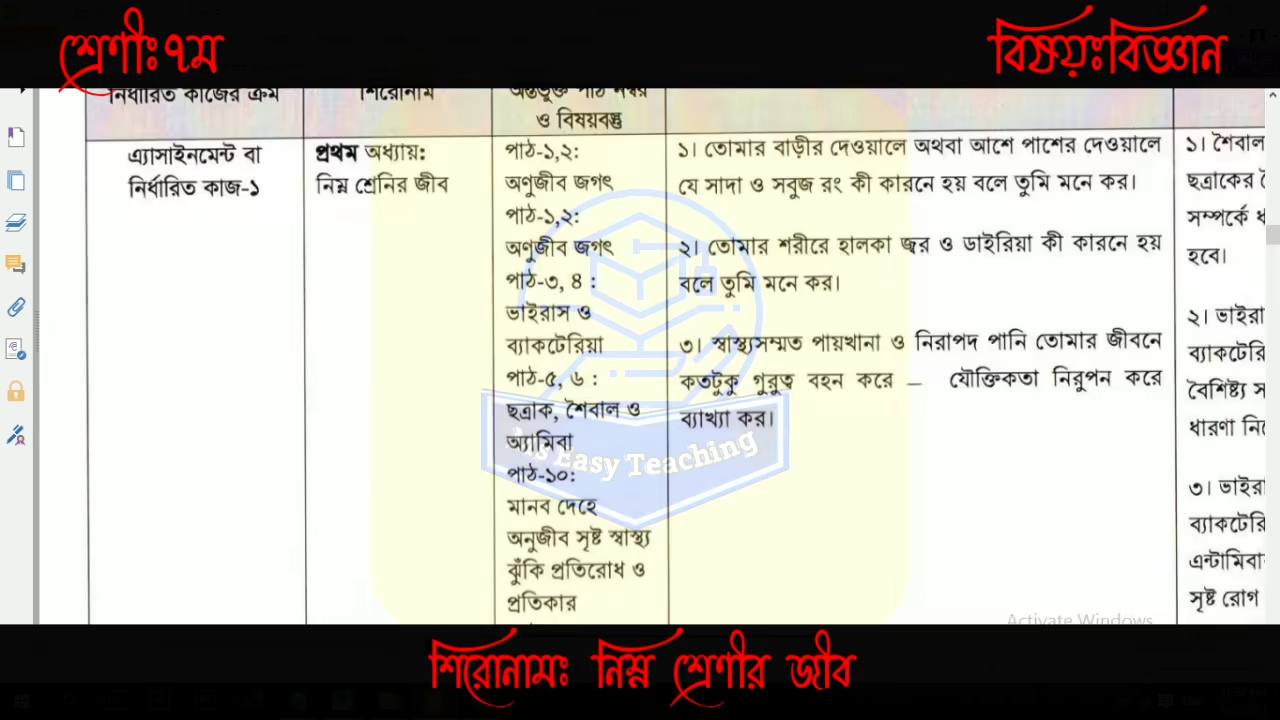 শ্রেণীঃ৭ম
বিষয়ঃবিজ্ঞান
নির্ধারিত কাজের ক্রম
শিরোনাম
অন্তর্ভুক্ত পাঠ নম্বর
ও বিষয়বস্তু
এ্যাসাইনমেন্ট বা
নির্ধারিত কাজ-১
প্রথম অধ্যায়:
নিম্ন শ্রেনির জীব
পাঠ-১,২:
অণুজীব জগৎ
পাঠ-১,২:
অণুজীব জগৎ
পাঠ-৩, ৪ :
ভাইরাস ও
ব্যাকটেরিয়া
পাঠ-৫, ৬ :
ছত্রাক, শৈবাল ও
অ্যামিবা
পাঠ-১০:
মানব দেহে
অনুজীব সৃষ্ট স্বাস্থ্য
ঝুঁকি প্রতিরোধ ও
প্রতিকার
১। তোমার বাড়ীর দেওয়ালে অথবা আশে পাশের দেওয়ালে
যে সাদা ও সবুজ রং কী কারনে হয় বলে তুমি মনে কর।
২। তোমার শরীরে হালকা জ্বর ও ডাইরিয়া কী কারনে হয়
বলে তুমি মনে কর।
৩। স্বাস্থ্যসম্মত পায়খানা ও নিরাপদ পানি তোমার জীবনে
কতটুকু গুরুত্ব বহন করে – যৌক্তিকতা নিরুপন করে
ব্যাখ্যা কর।
১। শৈবাল
ছত্রাকের
সম্পর্কে
হবে।
২। ভাইরা
ব্যাকটেরি
বৈশিষ্ট্য স
ধারণা নি
৩। ভাইরা
ব্যাকটেরি
এন্টামিবা
সৃষ্ট রোগ
Easy Teaching
Activate Windows
শিরোনামঃ নিম্ন শ্রেণীর জীব